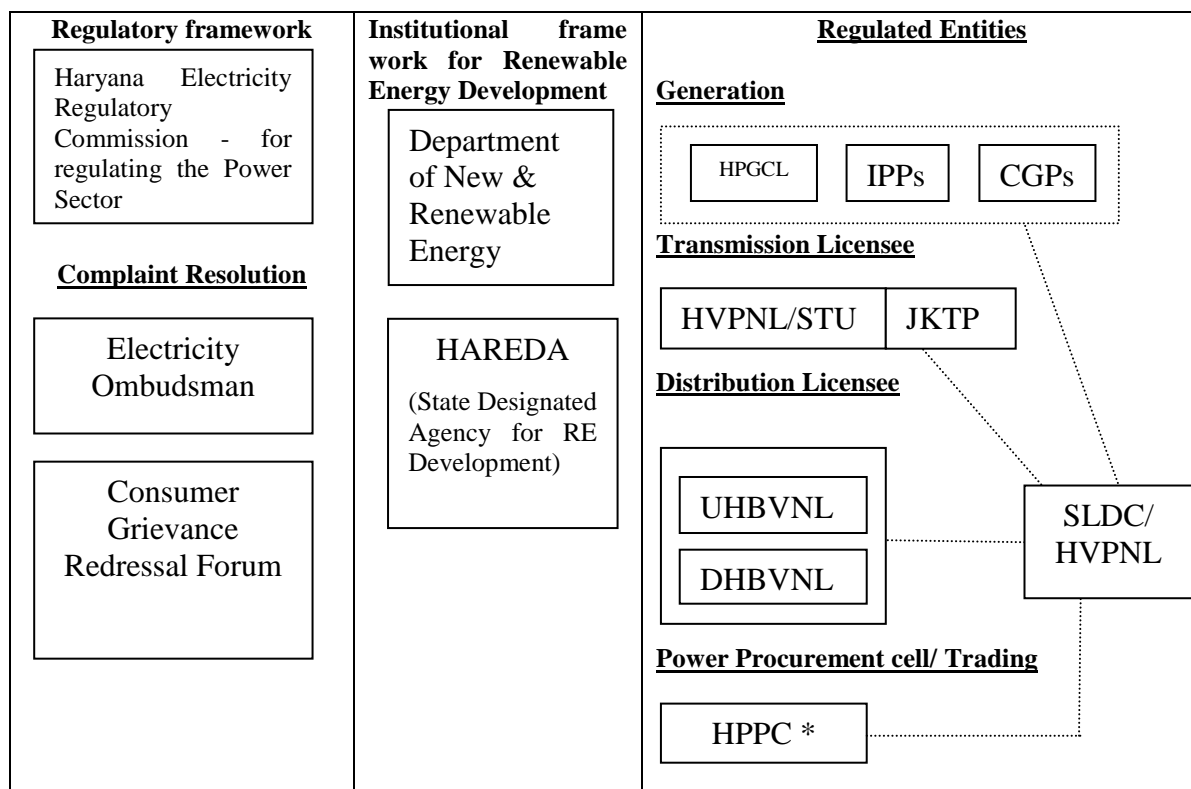 Regulatory framework
Haryana Electricity
Regulatory
Commission - for
regulating the Power
Sector
Complaint Resolution
Electricity
Ombudsman
Consumer
Grievance
Redressal Forum
Institutional frame
work for Renewable
Energy Development
Department
of New &
Renewable
Energy
HAREDA
(State Designated
Agency for RE
Development)
Regulated Entities
Generation
HPGCL IPPs CGPs
Transmission Licensee
HVPNL/STU JKTP
Distribution Licensee
UHBVNL
DHBVNL
SLDC/
HVPNL
Power Procurement cell/ Trading
HPPC *